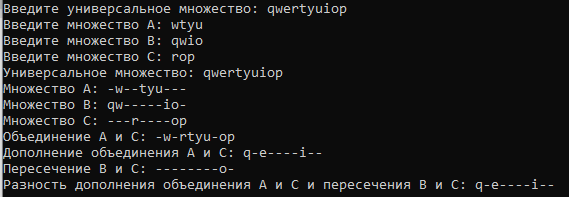 Введите универсальное множество: qwertyuiop
Введите множество A: wtyu
Введите множество B: qwio
Введите множество C: rop
Универсальное множество: qwertyuiop
Множество A: -w--tyu---
Множество B: qw-----io-
Множество C: ---r----op
Объединение A и C: -w-rtyu-op
Дополнение объединения A и C: q-e----i--
Пересечение B и C: --------o-
Разность дополнения объединения A и C и пересечения B и C: q-e----i--